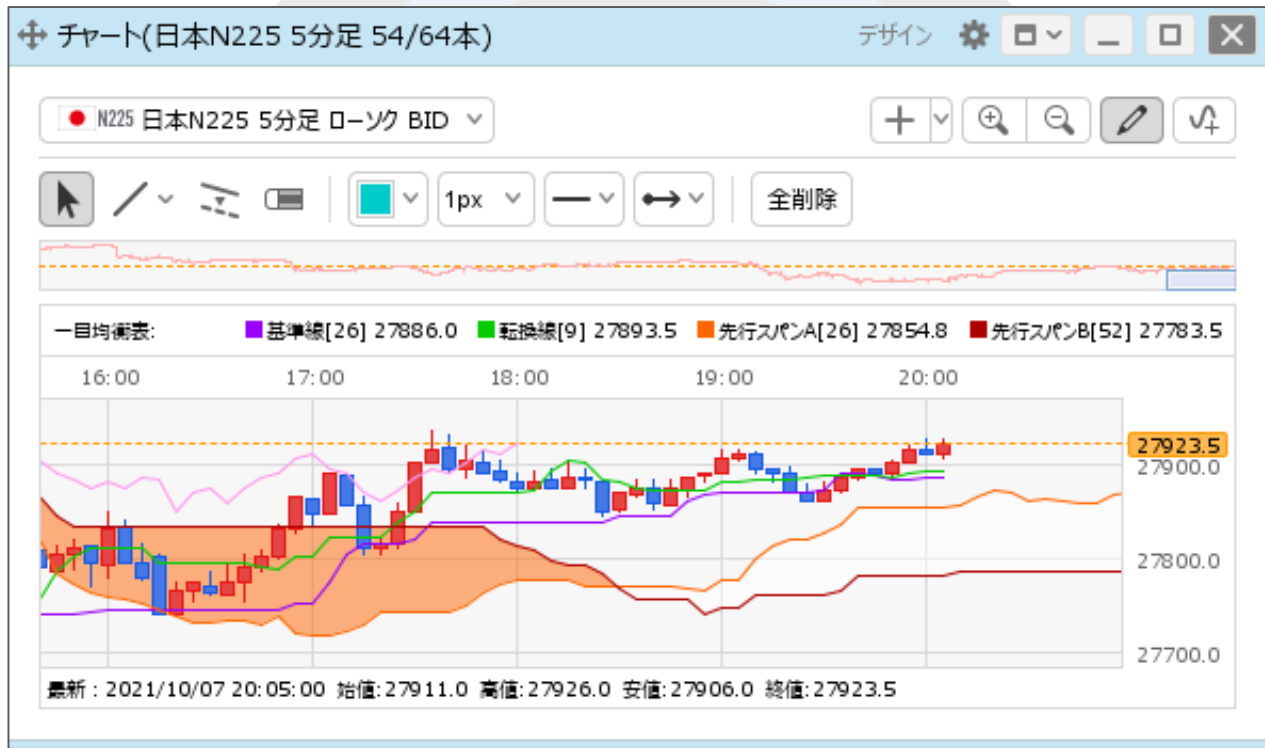 チャート(日本N225 5分足 54/64本)
デザイン
N225 日本N225 5分足 ローソク BID
1px
全削除
一目均衡表: 基準線[26] 27886.0 転換線[9] 27893.5 先行スパンA[26] 27854.8 先行スパンB[52] 27783.5
16:00 17:00 18:00 19:00 20:00
27923.5
27900.0
27800.0
27700.0
最新 : 2021/10/07 20:05:00 始値:27911.0 高値:27926.0 安値:27906.0 終値:27923.5